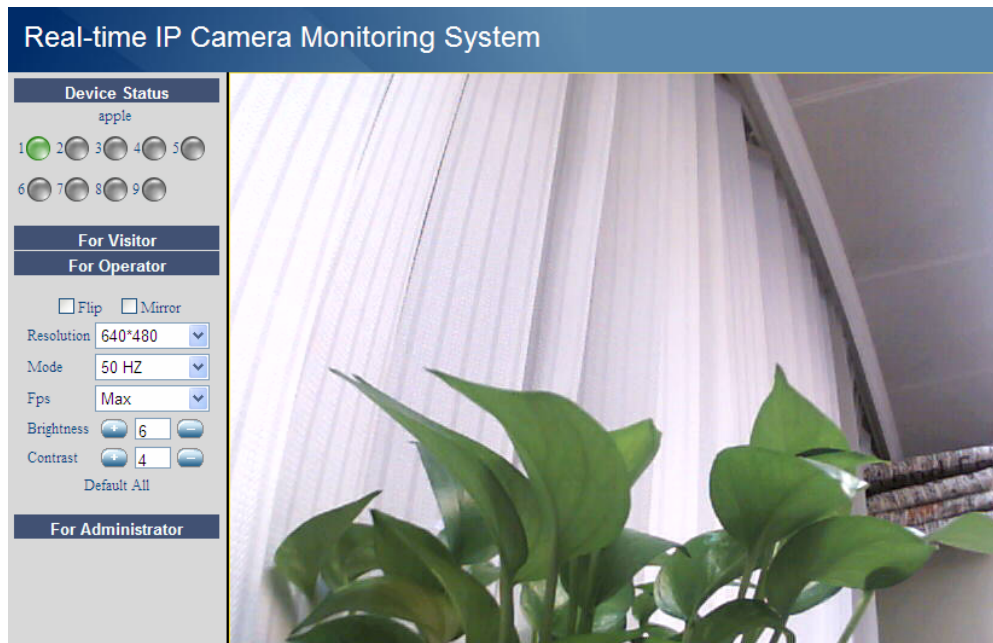 Real-time IP Camera Monitoring System
Device Status
apple
1 2 3 4 5
6 7 8 9
For Visitor
For Operator
Flip Mirror
Resolution 640*480
Mode 50 HZ
Fps Max
Brightness + 6 −
Contrast + 4 −
Default All
For Administrator